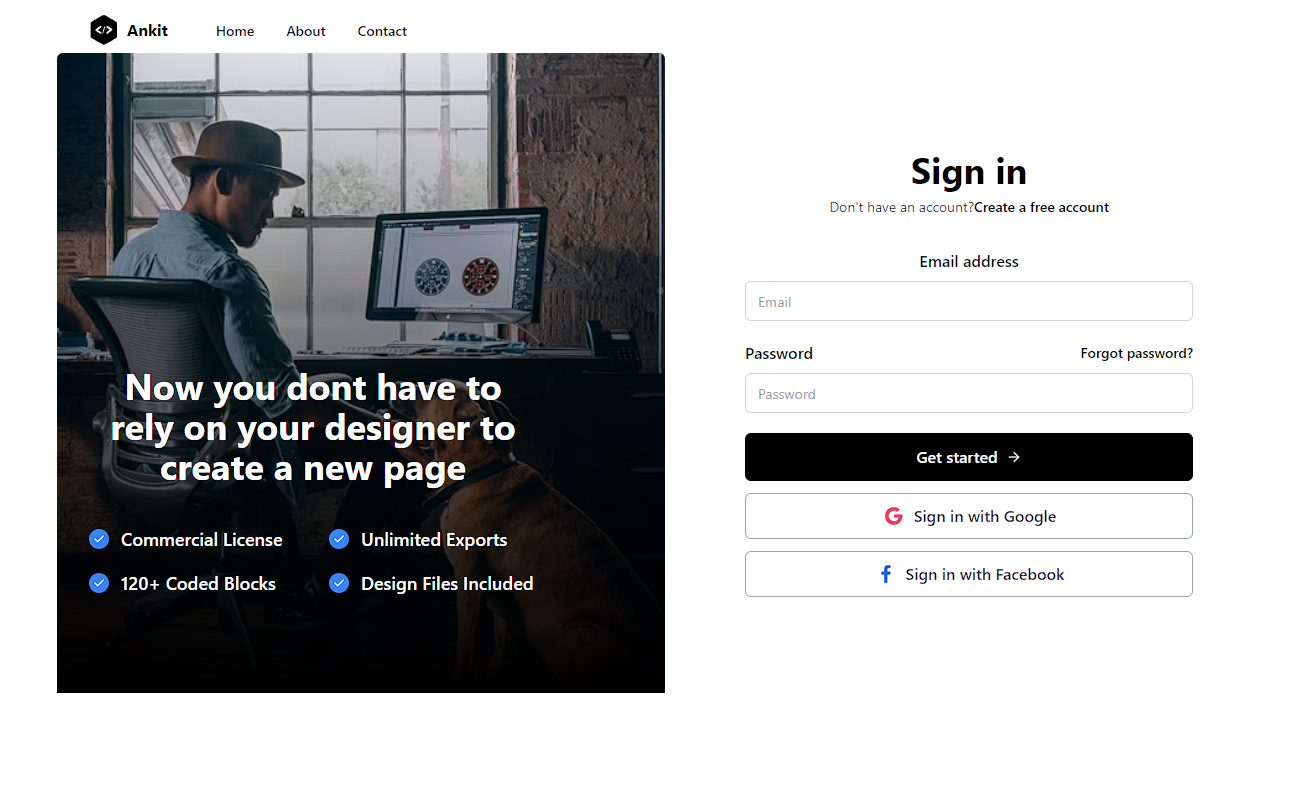 </> Ankit Home About Contact
Now you dont have to
rely on your designer to
create a new page
Commercial License
Unlimited Exports
120+ Coded Blocks
Design Files Included
Sign in
Don't have an account?Create a free account
Email address
Email
Password Forgot password?
Password
Get started →
Sign in with Google
Sign in with Facebook